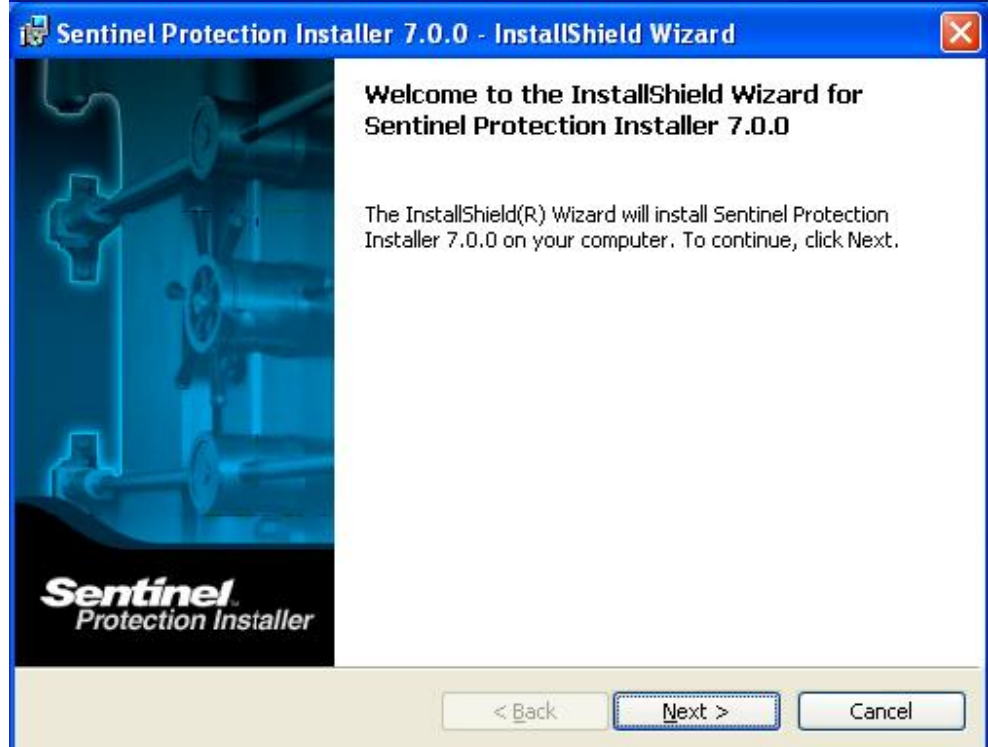 Sentinel Protection Installer 7.0.0 - InstallShield Wizard
Welcome to the InstallShield Wizard for
Sentinel Protection Installer 7.0.0
The InstallShield(R) Wizard will install Sentinel Protection
Installer 7.0.0 on your computer. To continue, click Next.
Sentinel™
Protection Installer
< Back
Next >
Cancel